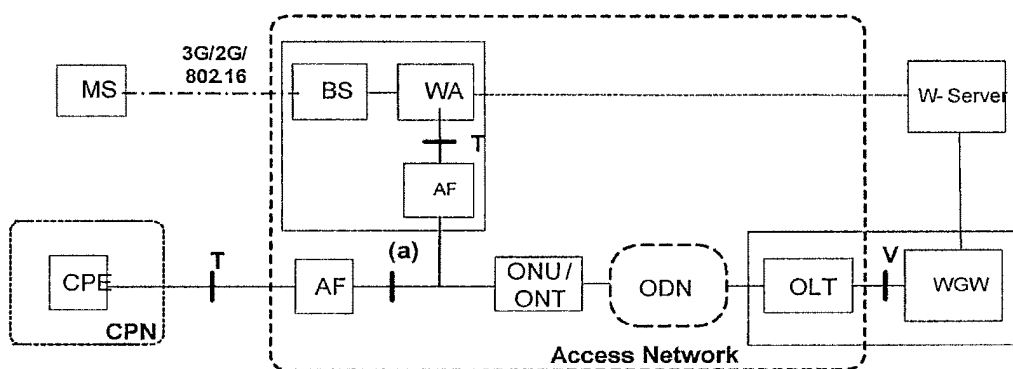 3G/2G/
802.16
MS
BS
WA
W- Server
T
AF
(a)
T
V
CPE
AF
ONU /
ONT
ODN
OLT
WGW
CPN
Access Network